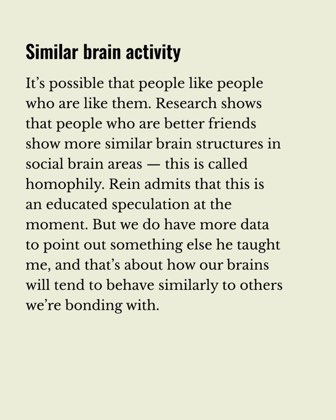 Similar brain activity
It’s possible that people like people
who are like them. Research shows
that people who are better friends
show more similar brain structures in
social brain areas — this is called
homophily. Rein admits that this is
an educated speculation at the
moment. But we do have more data
to point out something else he taught
me, and that’s about how our brains
will tend to behave similarly to others
we’re bonding with.